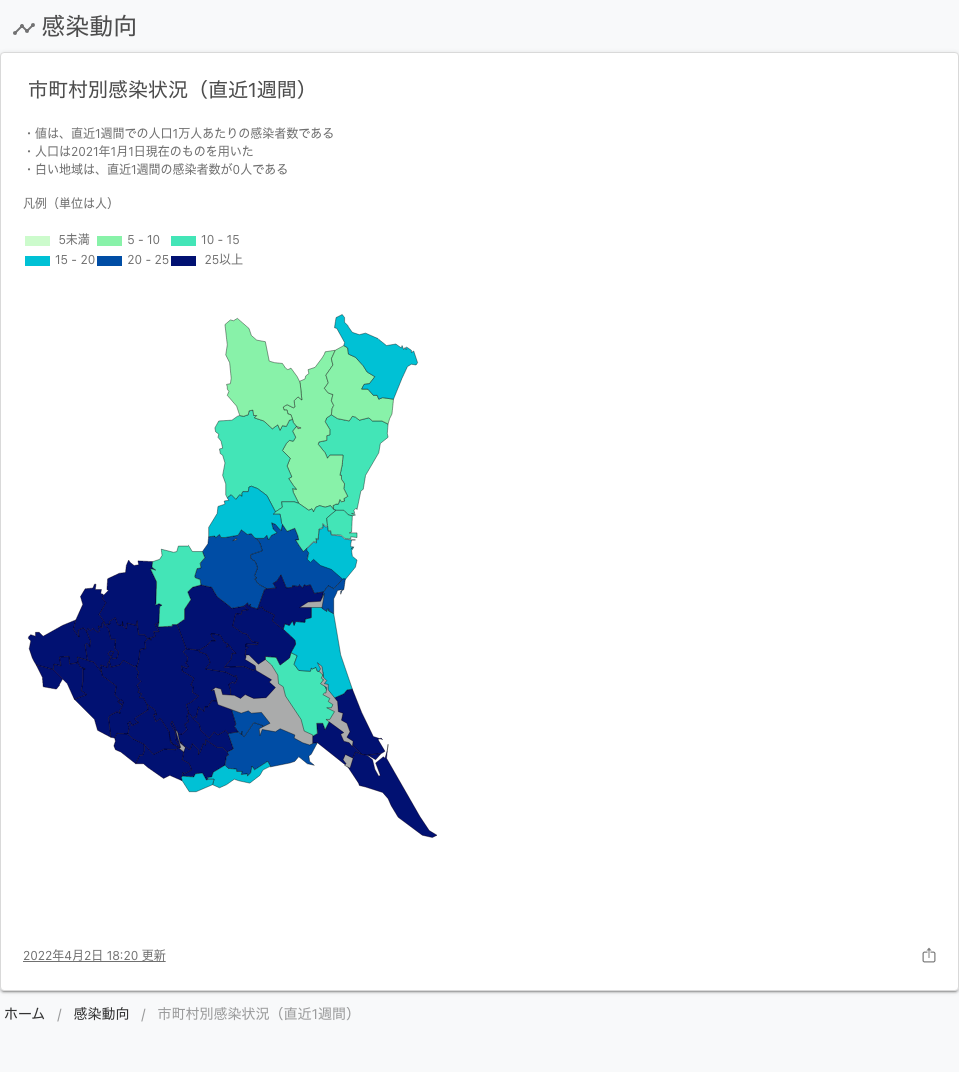 感染動向
市町村別感染状況（直近1週間）
・値は、直近1週間での人口1万人あたりの感染者数である
・人口は2021年1月1日現在のものを用いた
・白い地域は、直近1週間の感染者数が0人である
凡例（単位は人）
5未満 5 - 10 10 - 15
15 - 20 20 - 25 25以上
2022年4月2日 18:20 更新
ホーム / 感染動向 / 市町村別感染状況（直近1週間）